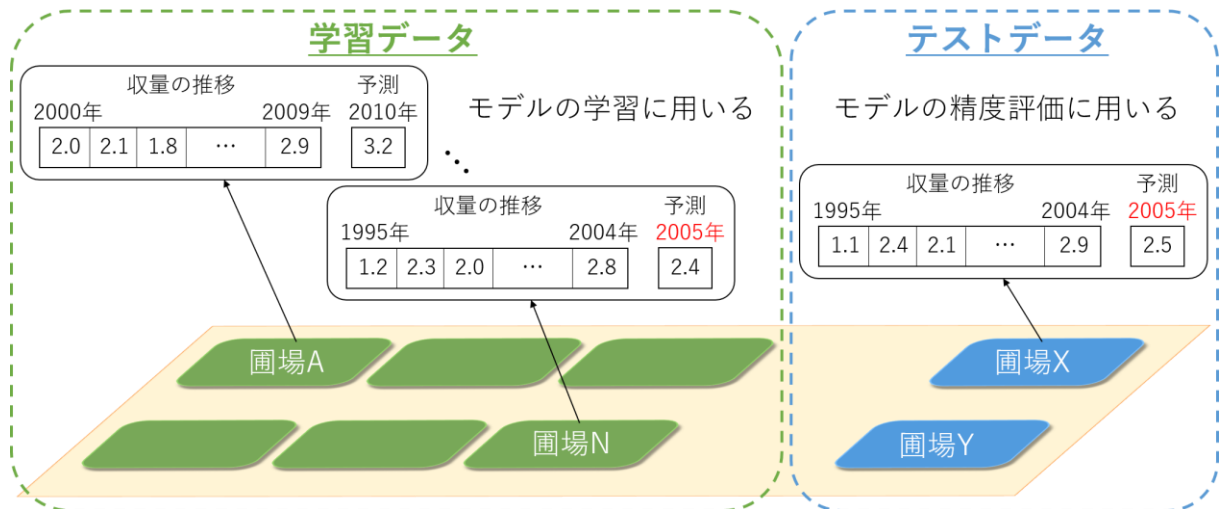 学習データ
収量の推移 予測
2000年 2009年 2010年
2.0 2.1 1.8 … 2.9 3.2
モデルの学習に用いる
収量の推移 予測
1995年 2004年 2005年
1.2 2.3 2.0 … 2.8 2.4
圃場A
圃場N
テストデータ
モデルの精度評価に用いる
収量の推移 予測
1995年 2004年 2005年
1.1 2.4 2.1 … 2.9 2.5
圃場X
圃場Y